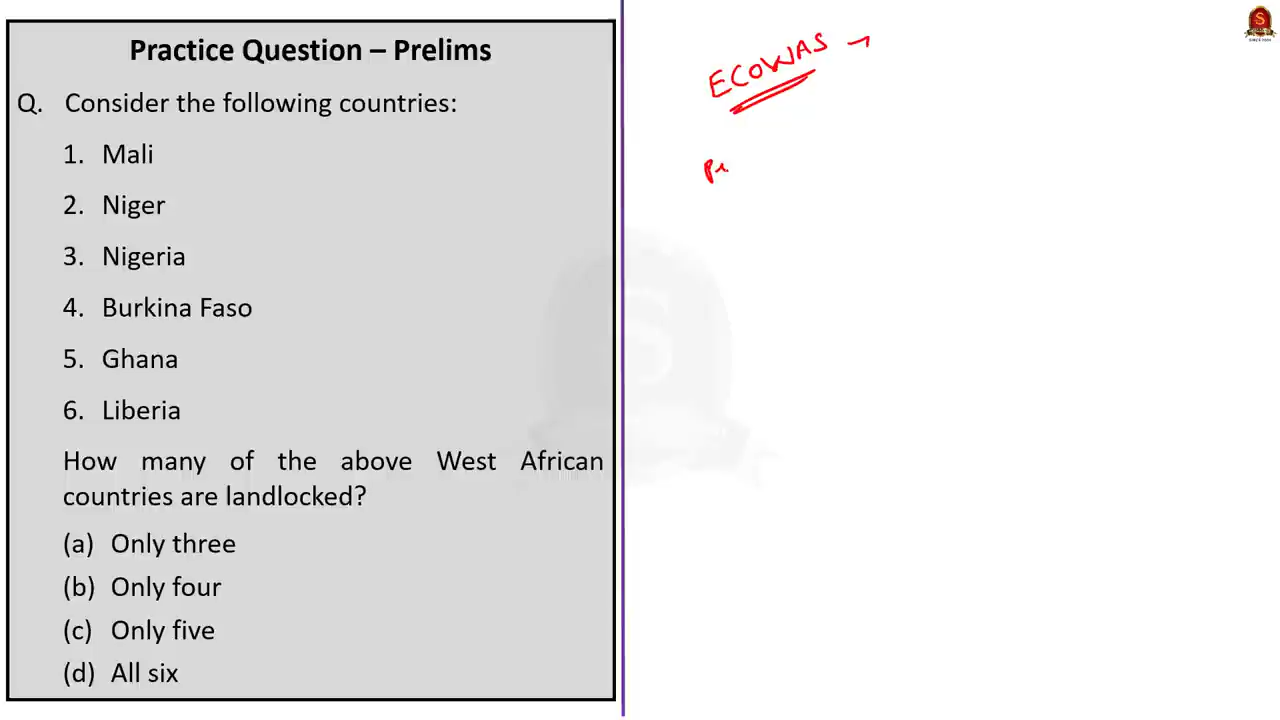 Practice Question – Prelims
Q. Consider the following countries:
1. Mali
2. Niger
3. Nigeria
4. Burkina Faso
5. Ghana
6. Liberia
How many of the above West African
countries are landlocked?
(a) Only three
(b) Only four
(c) Only five
(d) All six
ECOWAS →
S